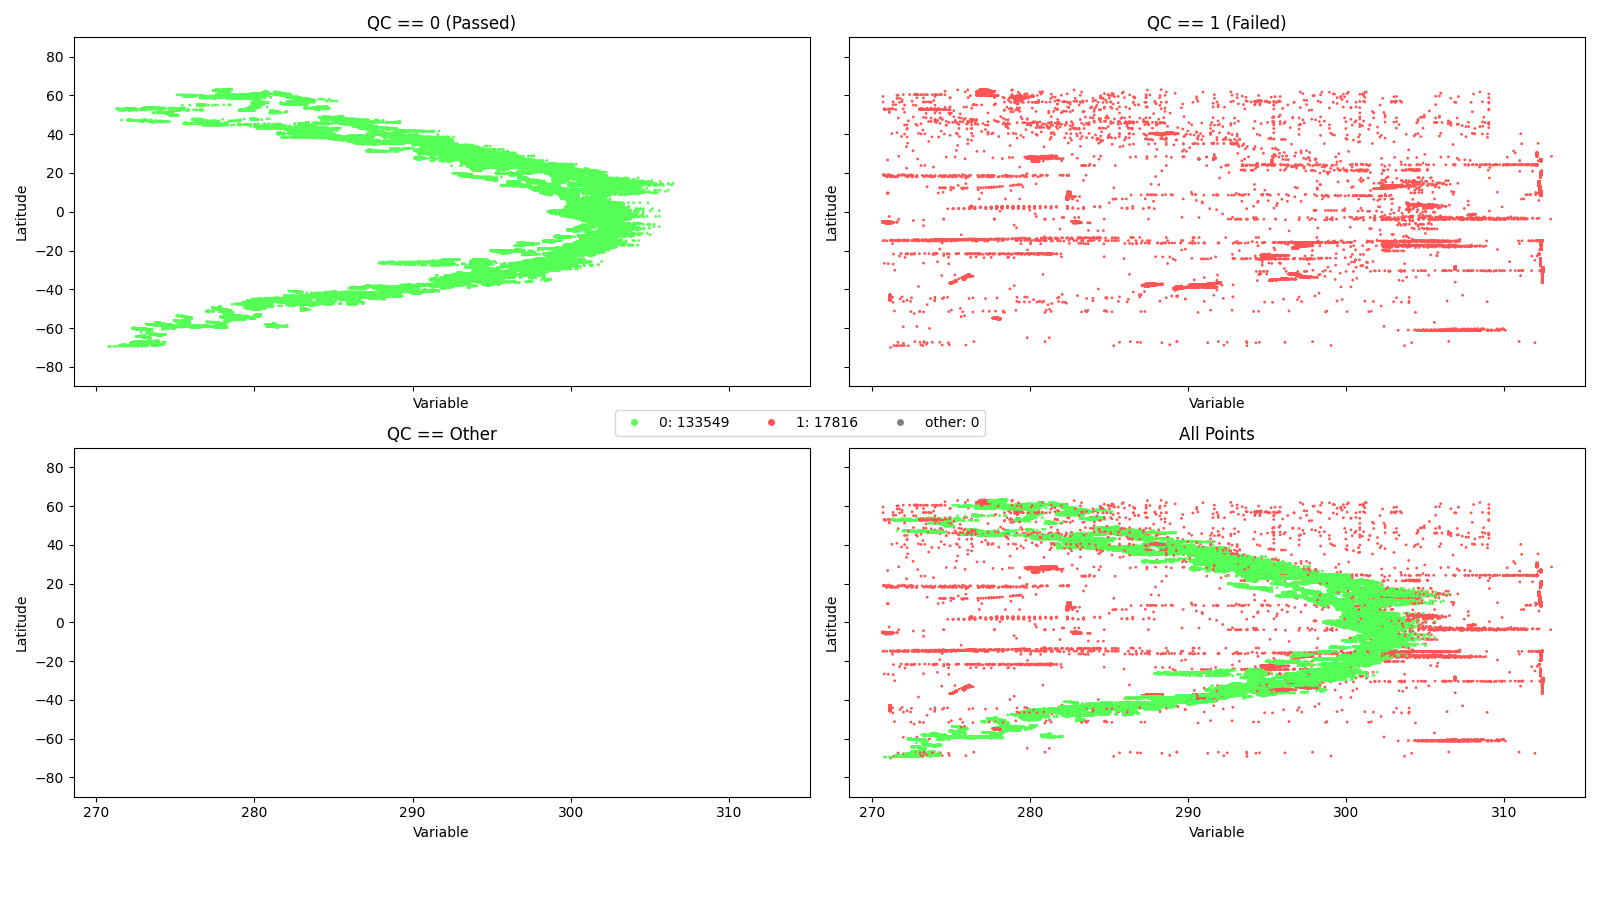 QC == 0 (Passed)
QC == 1 (Failed)
80
60
40
20
0
−20
−40
−60
−80
Latitude
Latitude
Variable
Variable
0: 133549
1: 17816
other: 0
QC == Other
All Points
80
60
40
20
0
−20
−40
−60
−80
Latitude
Latitude
270
280
290
300
310
270
280
290
300
310
Variable
Variable